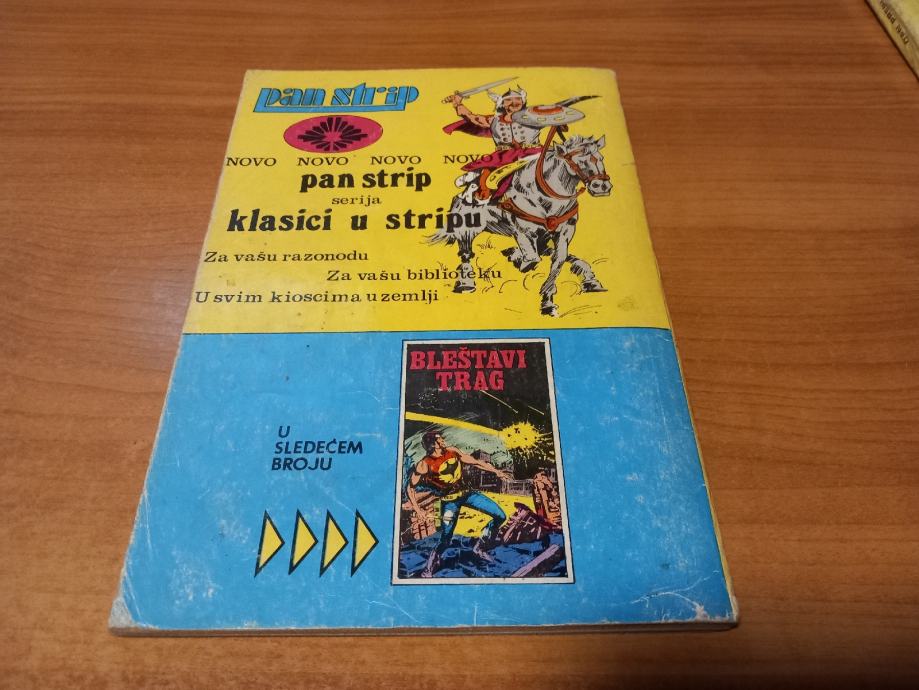 pan strip
NOVO NOVO NOVO NOVO
pan strip
serija
klasici u stripu
Za vašu razonodu
Za vašu biblioteku
U svim kioscima u zemlji
BLEŠTAVI
TRAG
U
SLEDEĆEM
BROJU